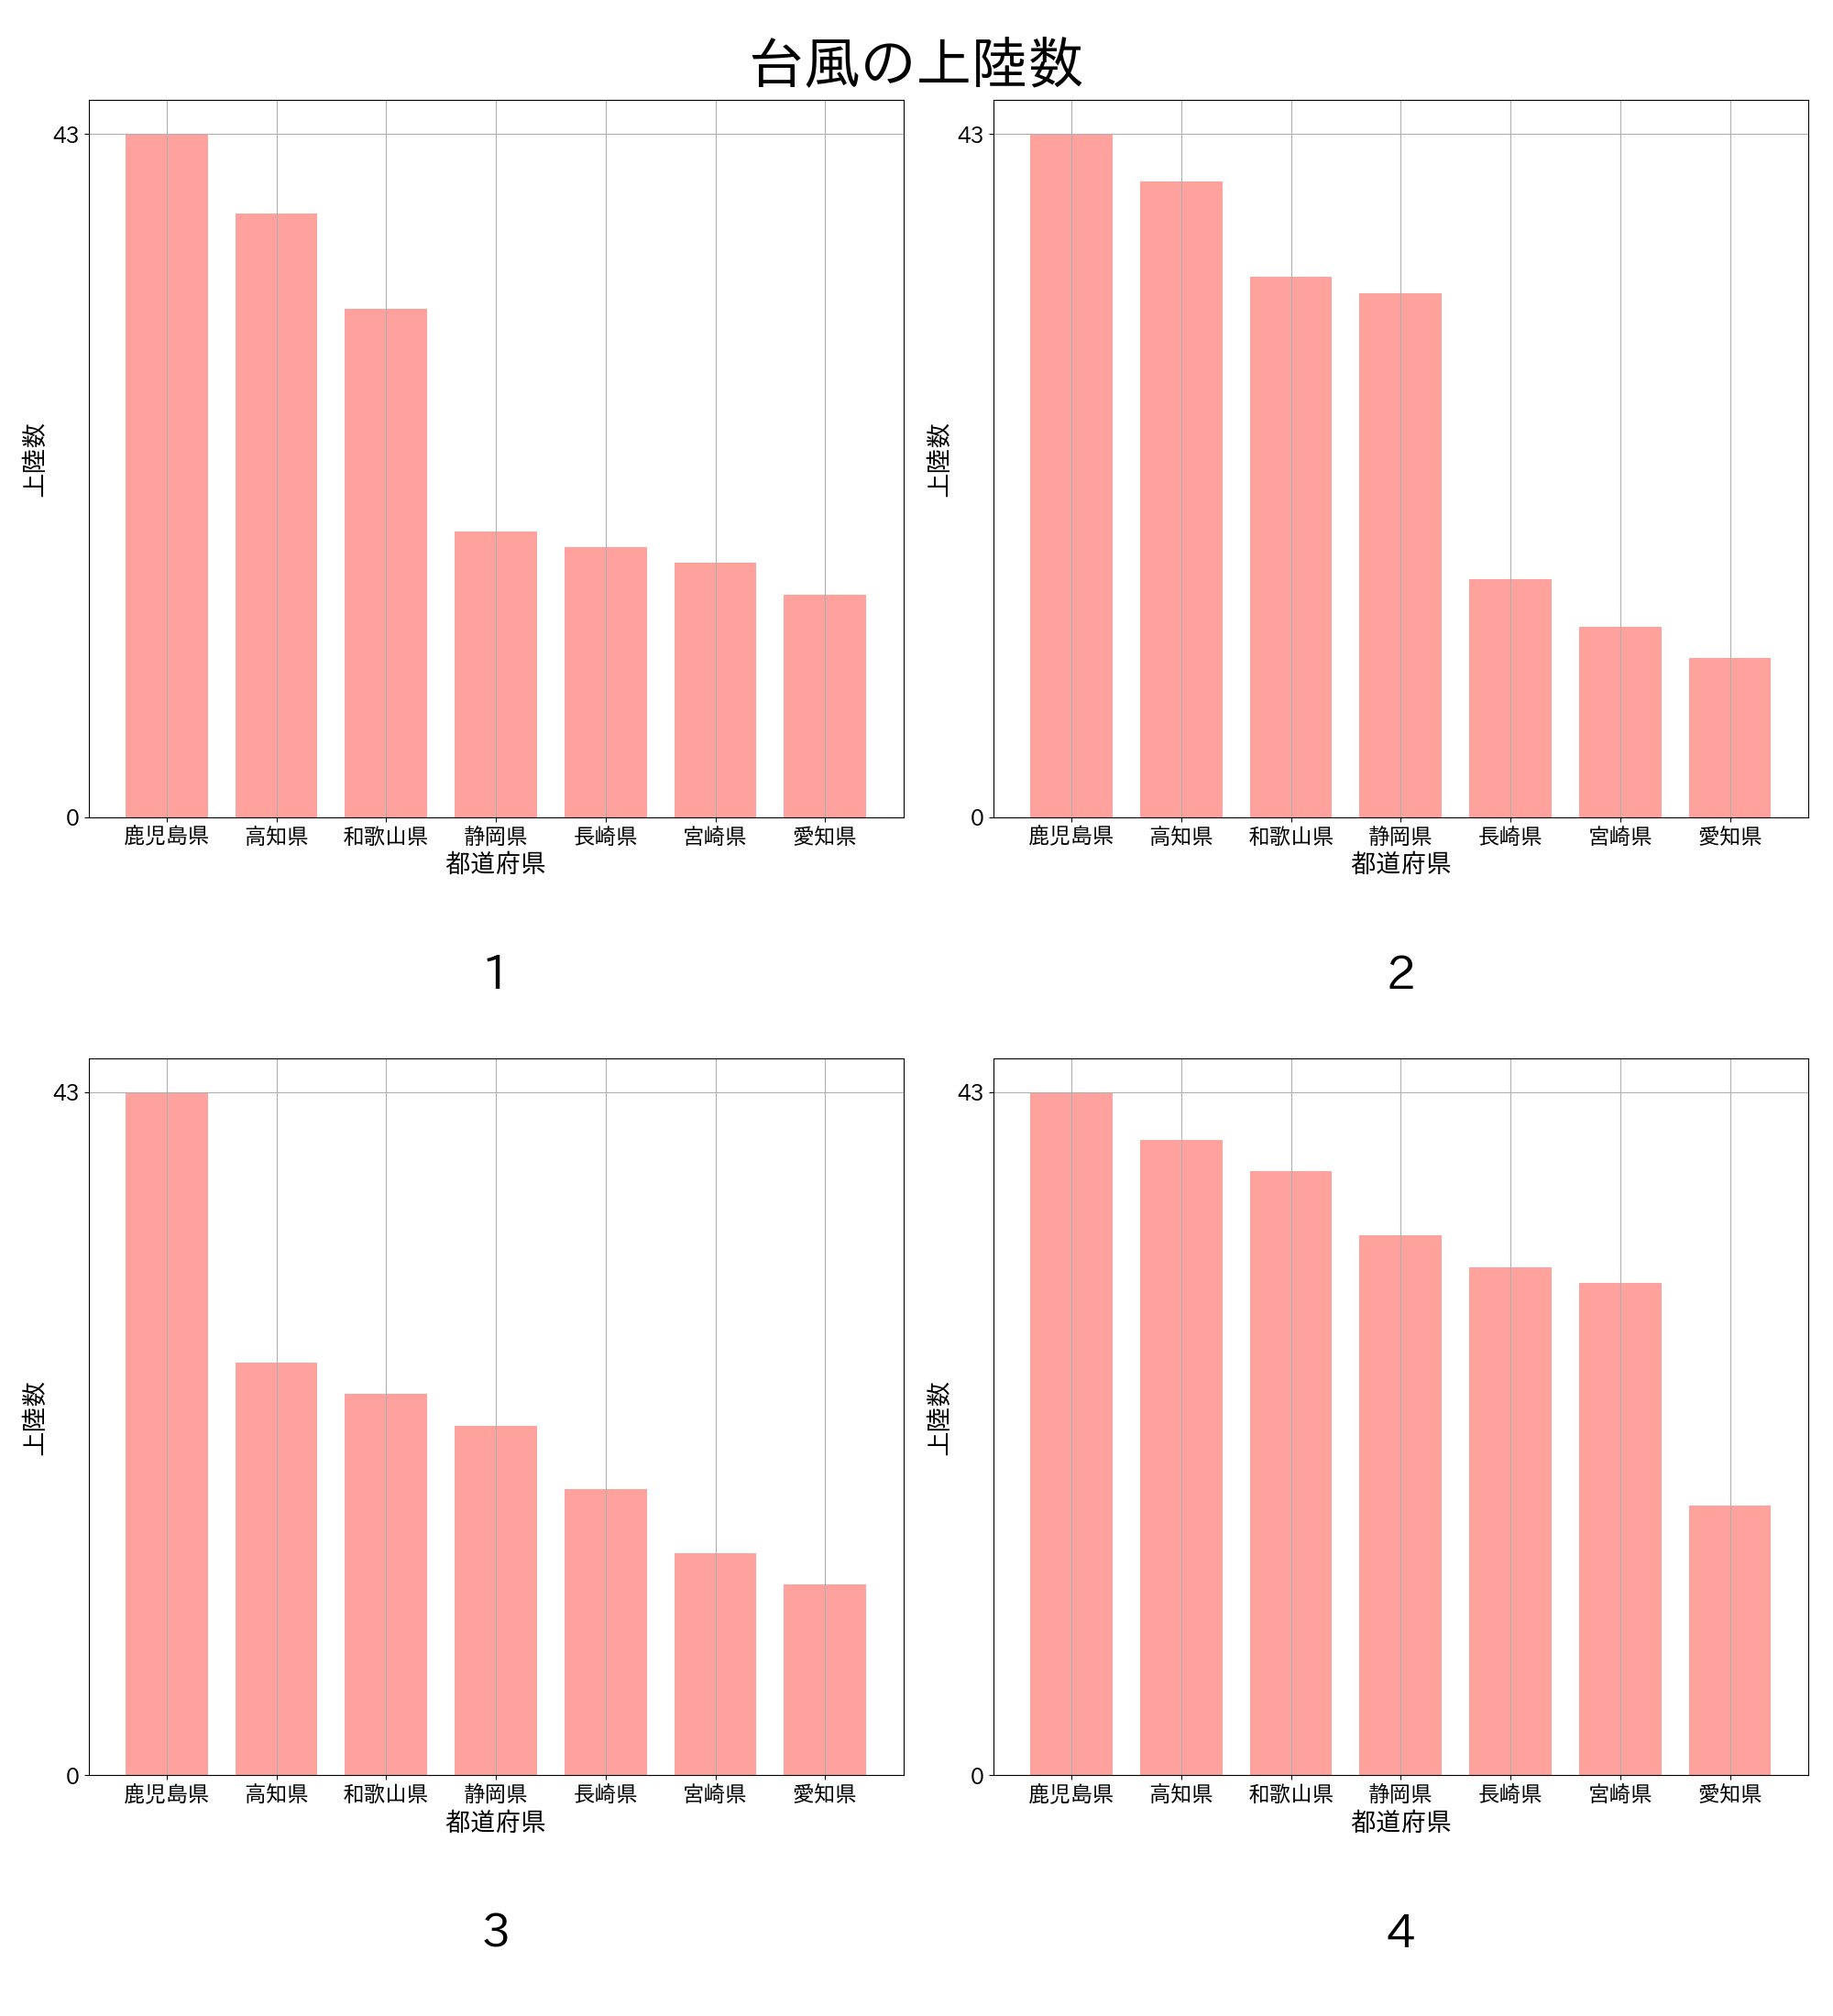 台風の上陸数
43
0
上陸数
鹿児島県 高知県 和歌山県 静岡県 長崎県 宮崎県 愛知県
都道府県
1
43
0
上陸数
鹿児島県 高知県 和歌山県 静岡県 長崎県 宮崎県 愛知県
都道府県
2
43
0
上陸数
鹿児島県 高知県 和歌山県 静岡県 長崎県 宮崎県 愛知県
都道府県
3
43
0
上陸数
鹿児島県 高知県 和歌山県 静岡県 長崎県 宮崎県 愛知県
都道府県
4